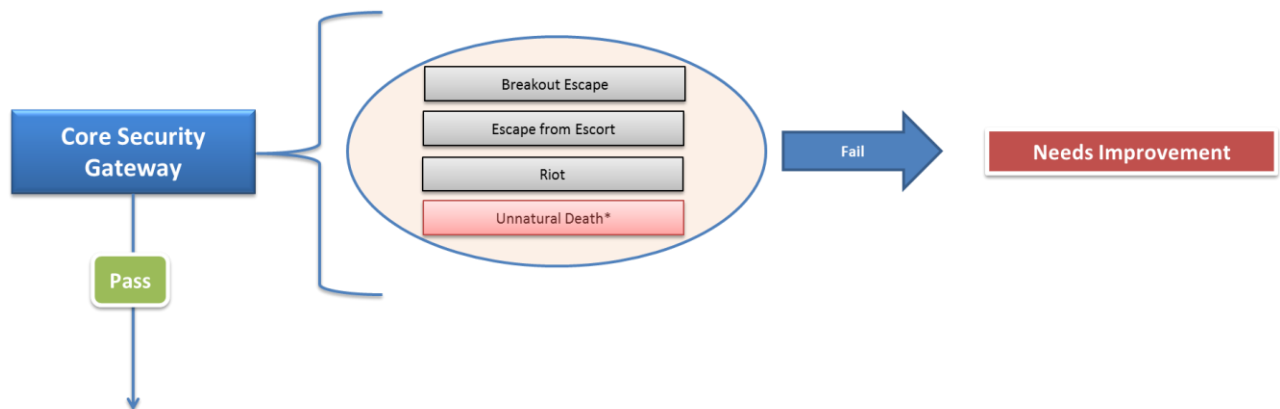 Core Security
Gateway
Pass
Breakout Escape
Escape from Escort
Riot
Unnatural Death*
Fail
Needs Improvement